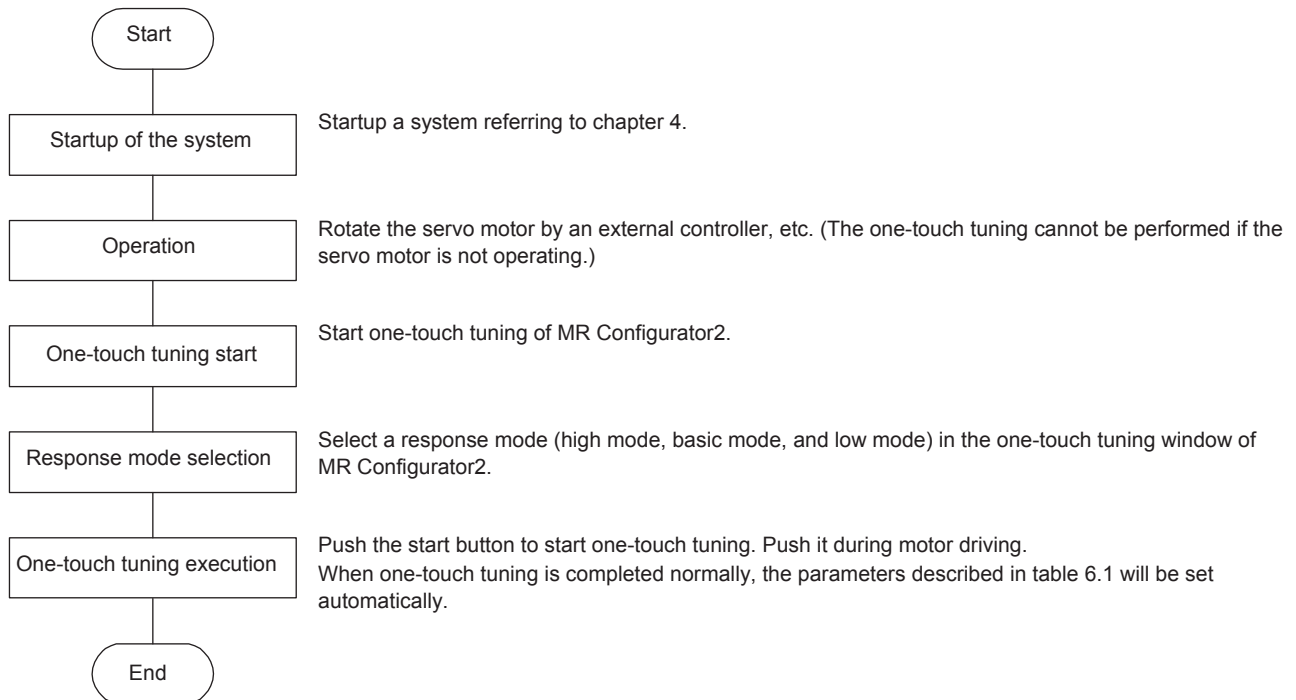 Start
Startup of the system
Startup a system referring to chapter 4.
Operation
Rotate the servo motor by an external controller, etc. (The one-touch tuning cannot be performed if the
servo motor is not operating.)
One-touch tuning start
Start one-touch tuning of MR Configurator2.
Response mode selection
Select a response mode (high mode, basic mode, and low mode) in the one-touch tuning window of
MR Configurator2.
One-touch tuning execution
Push the start button to start one-touch tuning. Push it during motor driving.
When one-touch tuning is completed normally, the parameters described in table 6.1 will be set
automatically.
End